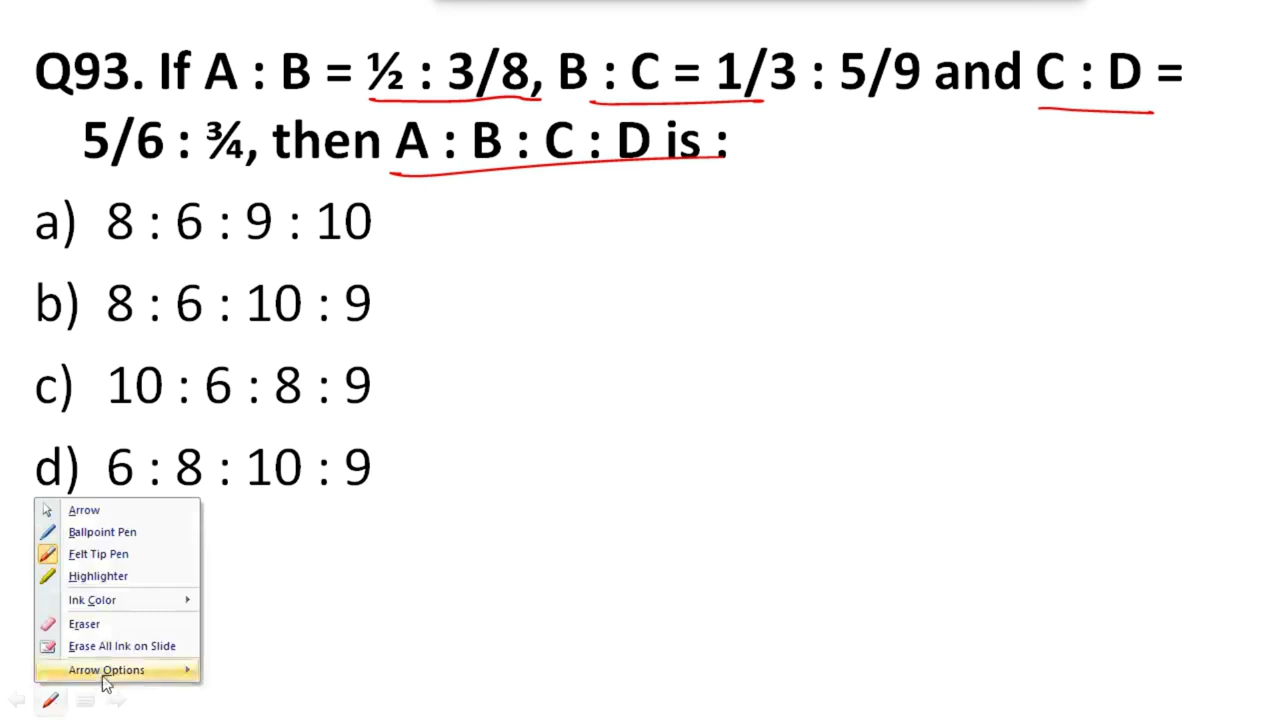 Q93. If A : B = ½ : 3/8, B : C = 1/3 : 5/9 and C : D =
5/6 : ¾, then A : B : C : D is :
a) 8 : 6 : 9 : 10
b) 8 : 6 : 10 : 9
c) 10 : 6 : 8 : 9
d) 6 : 8 : 10 : 9
Arrow
Ballpoint Pen
Felt Tip Pen
Highlighter
Ink Color
Eraser
Erase All Ink on Slide
Arrow Options